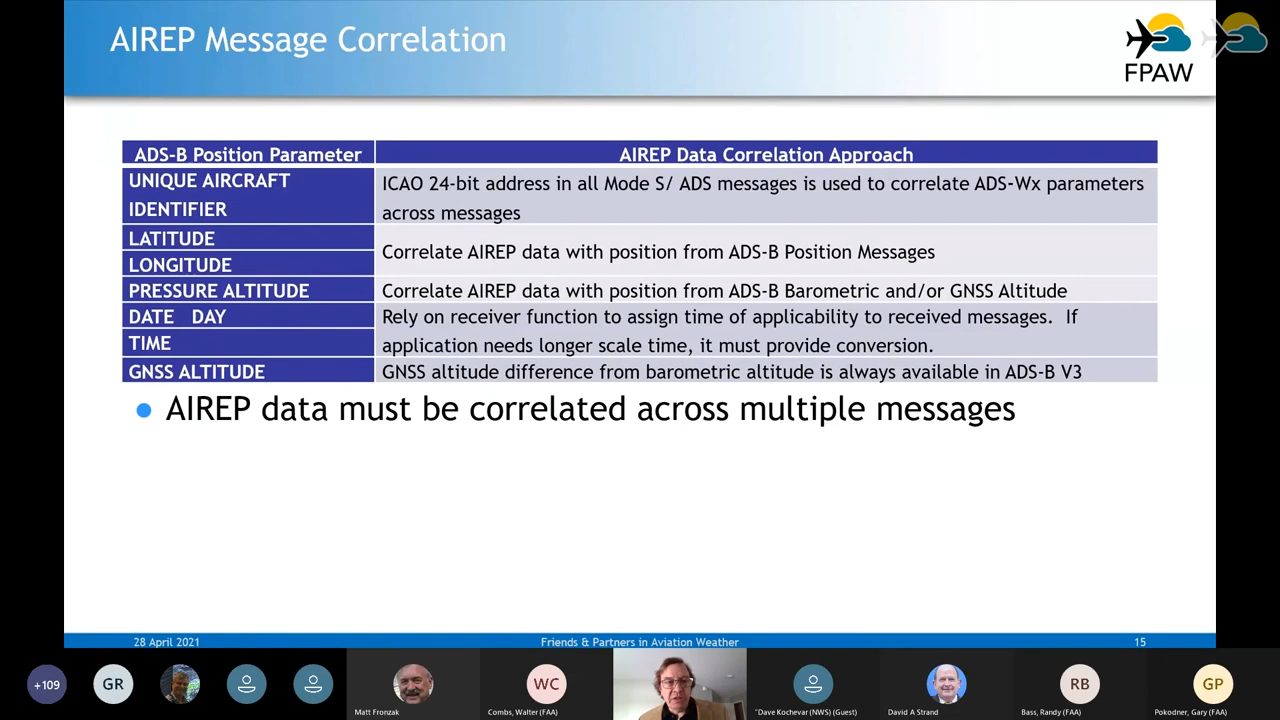 AIREP Message Correlation
FPAW
ADS-B Position Parameter
AIREP Data Correlation Approach
UNIQUE AIRCRAFT
IDENTIFIER
ICAO 24-bit address in all Mode S/ ADS messages is used to correlate ADS-Wx parameters
across messages
LATITUDE
LONGITUDE
Correlate AIREP data with position from ADS-B Position Messages
PRESSURE ALTITUDE
Correlate AIREP data with position from ADS-B Barometric and/or GNSS Altitude
DATE DAY
TIME
Rely on receiver function to assign time of applicability to received messages. If
application needs longer scale time, it must provide conversion.
GNSS ALTITUDE
GNSS altitude difference from barometric altitude is always available in ADS-B V3
● AIREP data must be correlated across multiple messages
28 April 2021
Friends & Partners in Aviation Weather
15
+109
GR
WC
RB
GP
Matt Fronzak
Combs, Walter (FAA)
"Dave Kochevar (NWS) (Guest)
David A Strand
Bass, Randy (FAA)
Pokodner, Gary (FAA)